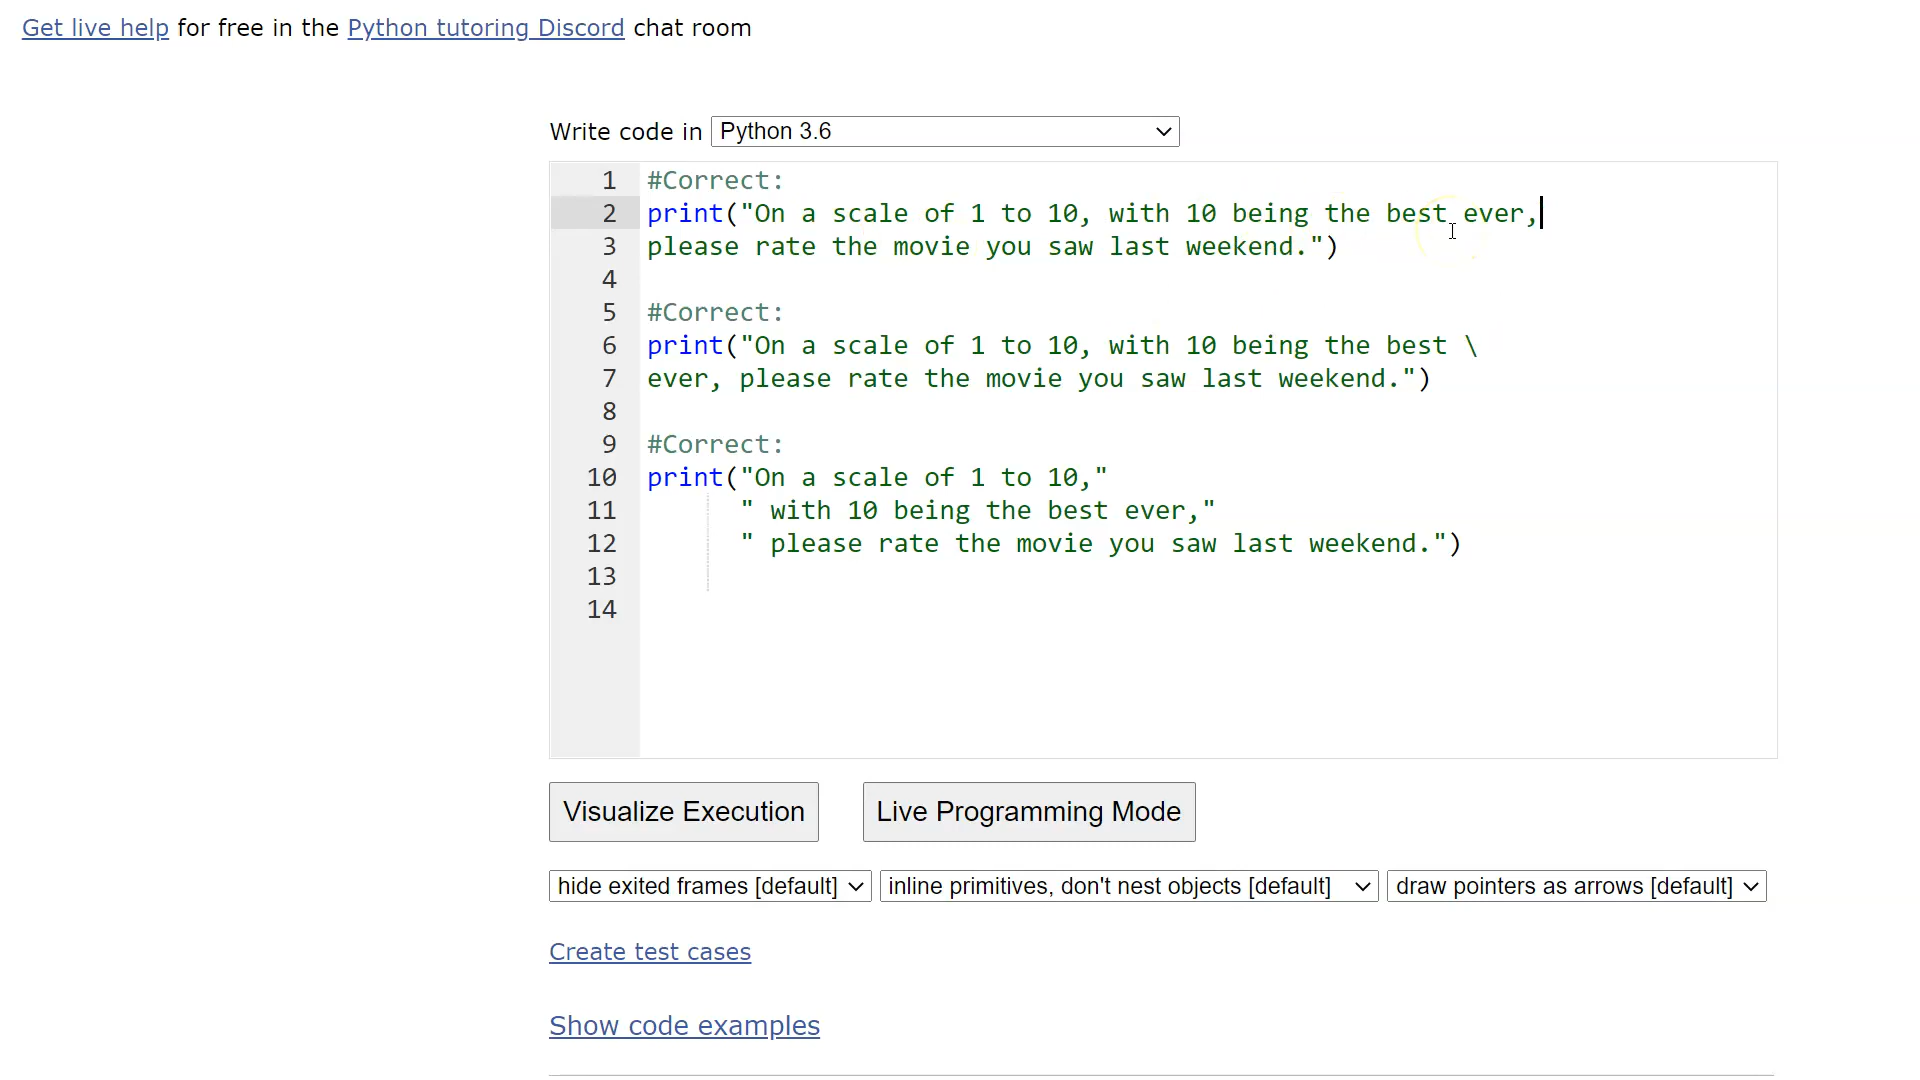 Get live help for free in the Python tutoring Discord chat room
Write code in Python 3.6
1 #Correct:
2 print("On a scale of 1 to 10, with 10 being the best ever,
3 please rate the movie you saw last weekend.")
4
5 #Correct:
6 print("On a scale of 1 to 10, with 10 being the best \
7 ever, please rate the movie you saw last weekend.")
8
9 #Correct:
10 print("On a scale of 1 to 10,"
11       " with 10 being the best ever,"
12       " please rate the movie you saw last weekend.")
13
14
Visualize Execution Live Programming Mode
hide exited frames [default] inline primitives, don't nest objects [default] draw pointers as arrows [default]
Create test cases
Show code examples